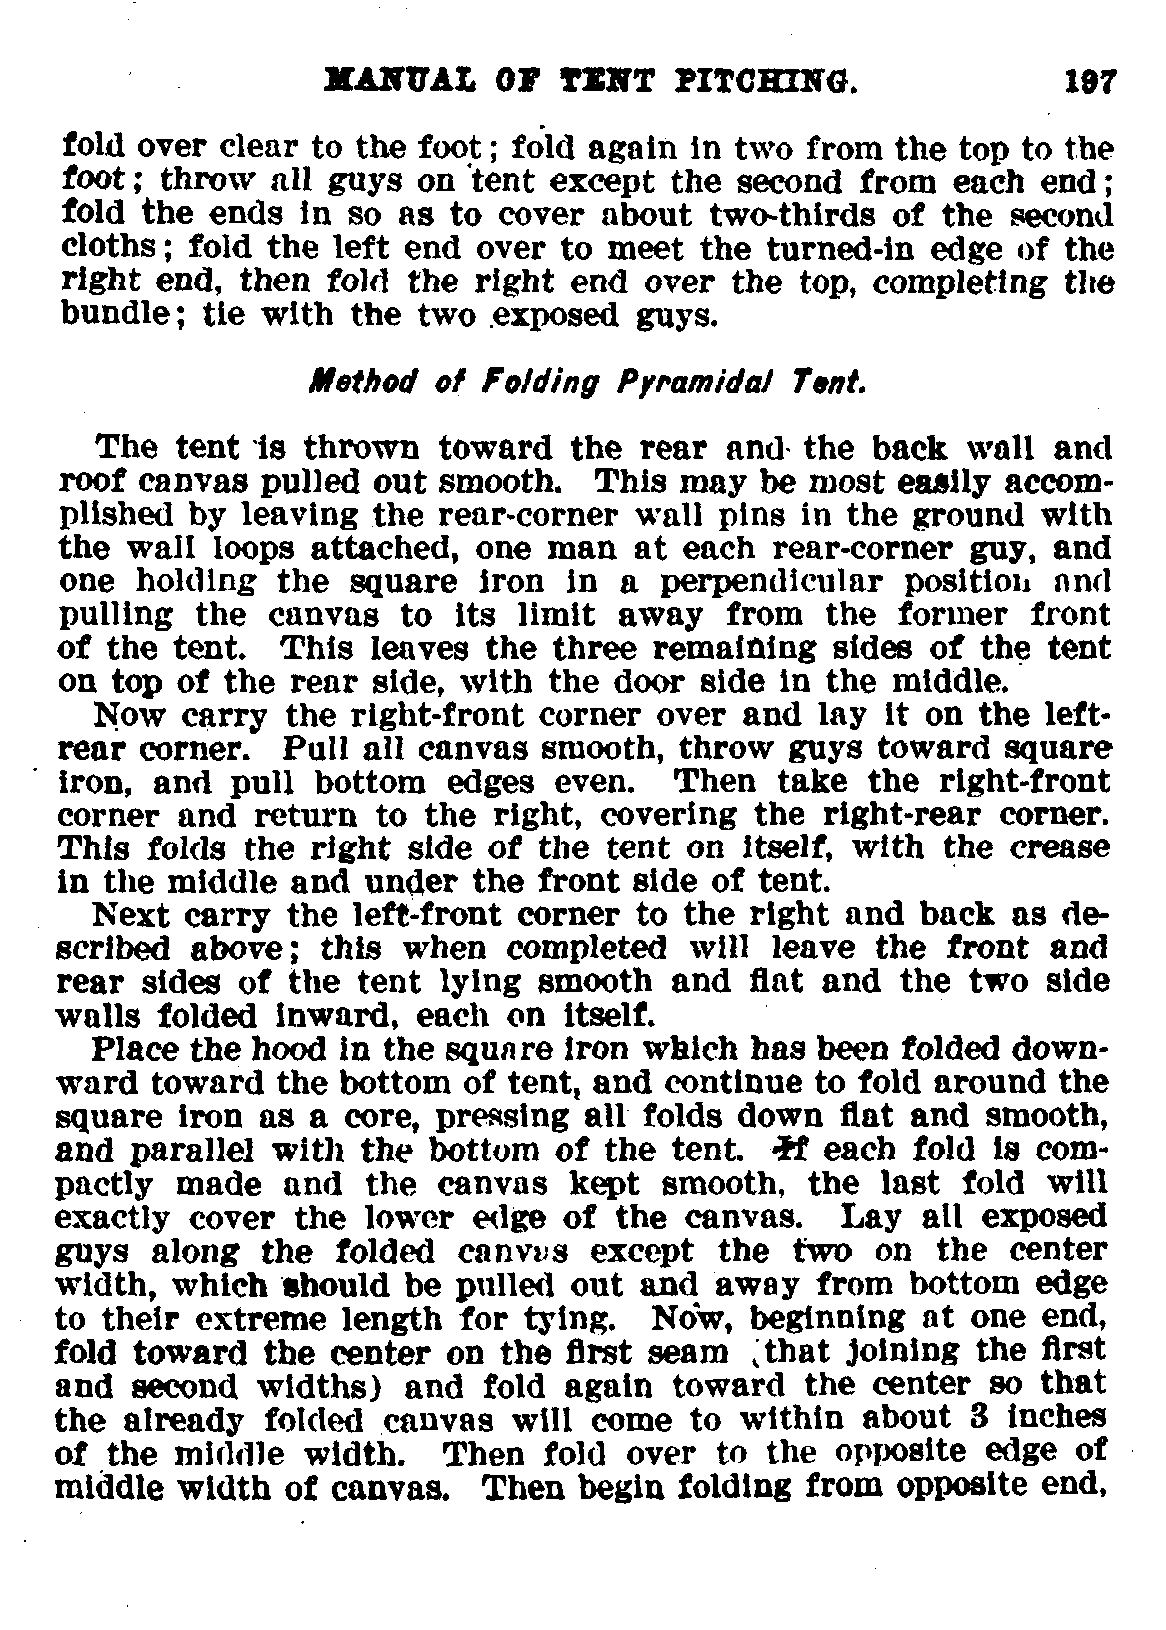 MANUAL OF TENT PITCHING. 197
fold over clear to the foot; fold again in two from the top to the
foot; throw all guys on tent except the second from each end;
fold the ends in so as to cover about two-thirds of the second
cloths; fold the left end over to meet the turned-in edge of the
right end, then fold the right end over the top, completing the
bundle; tie with the two exposed guys.
Method of Folding Pyramidal Tent.
The tent is thrown toward the rear and the back wall and
roof canvas pulled out smooth. This may be most easily accom-
plished by leaving the rear-corner wall pins in the ground with
the wall loops attached, one man at each rear-corner guy, and
one holding the square iron in a perpendicular position and
pulling the canvas to its limit away from the former front
of the tent. This leaves the three remaining sides of the tent
on top of the rear side, with the door side in the middle.
Now carry the right-front corner over and lay it on the left-
rear corner. Pull all canvas smooth, throw guys toward square
iron, and pull bottom edges even. Then take the right-front
corner and return to the right, covering the right-rear corner.
This folds the right side of the tent on itself, with the crease
in the middle and under the front side of tent.
Next carry the left-front corner to the right and back as de-
scribed above; this when completed will leave the front and
rear sides of the tent lying smooth and flat and the two side
walls folded inward, each on itself.
Place the hood in the square iron which has been folded down-
ward toward the bottom of tent, and continue to fold around the
square iron as a core, pressing all folds down flat and smooth,
and parallel with the bottom of the tent. If each fold is com-
pactly made and the canvas kept smooth, the last fold will
exactly cover the lower edge of the canvas. Lay all exposed
guys along the folded canvas except the two on the center
width, which should be pulled out and away from bottom edge
to their extreme length for tying. Now, beginning at one end,
fold toward the center on the first seam (that joining the first
and second widths) and fold again toward the center so that
the already folded canvas will come to within about 3 inches
of the middle width. Then fold over to the opposite edge of
middle width of canvas. Then begin folding from opposite end,